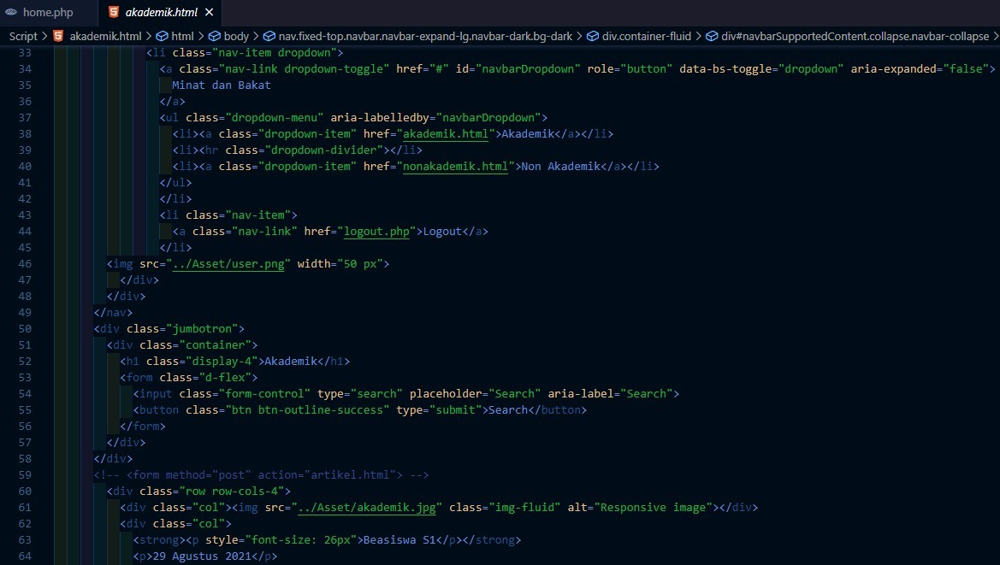 home.php akademik.html
Script > akademik.html > html > body > nav.fixed-top.navbar.navbar-expand-lg.navbar-dark.bg-dark > div.container-fluid > div#navbarSupportedContent.collapse.navbar-collapse >
33 <li class="nav-item dropdown">
34 <a class="nav-link dropdown-toggle" href="#" id="navbarDropdown" role="button" data-bs-toggle="dropdown" aria-expanded="false">
35 Minat dan Bakat
36 </a>
37 <ul class="dropdown-menu" aria-labelledby="navbarDropdown">
38 <li><a class="dropdown-item" href="akademik.html">Akademik</a></li>
39 <li><hr class="dropdown-divider"></li>
40 <li><a class="dropdown-item" href="nonakademik.html">Non Akademik</a></li>
41 </ul>
42 </li>
43 <li class="nav-item">
44 <a class="nav-link" href="logout.php">Logout</a>
45 </li>
46 <img src="../Asset/user.png" width="50 px">
47 </div>
48 </div>
49 </nav>
50 <div class="jumbotron">
51 <div class="container">
52 <h1 class="display-4">Akademik</h1>
53 <form class="d-flex">
54 <input class="form-control" type="search" placeholder="Search" aria-label="Search">
55 <button class="btn btn-outline-success" type="submit">Search</button>
56 </form>
57 </div>
58 </div>
59 <!-- <form method="post" action="artikel.html"> -->
60 <div class="row row-cols-4">
61 <div class="col"><img src="../Asset/akademik.jpg" class="img-fluid" alt="Responsive image"></div>
62 <div class="col">
63 <strong><p style="font-size: 26px">Beasiswa S1</p></strong>
64 <p>29 Agustus 2021</p>